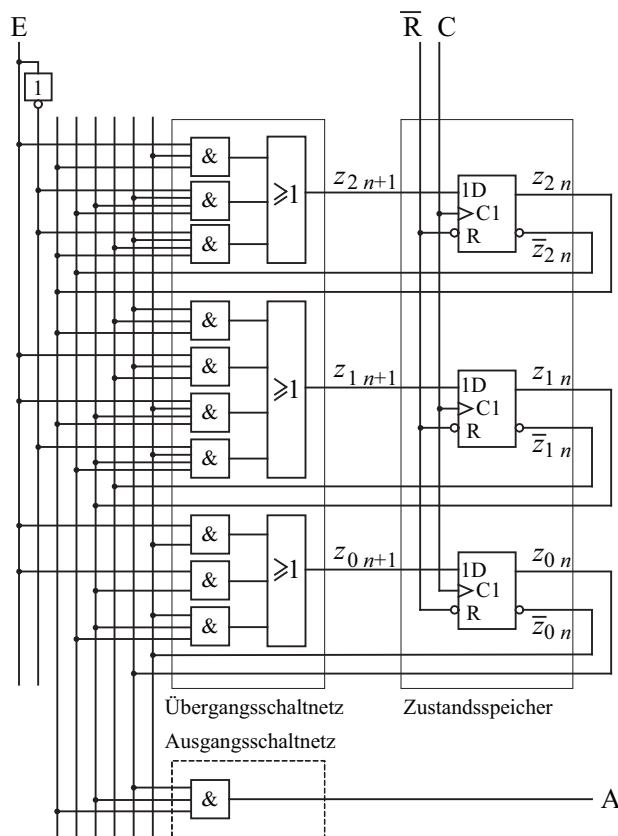 E R̅ C
1
& ≥1 z₂ ₙ₊₁ 1D z₂ ₙ
& C1
& R z̅₂ ₙ
&
& ≥1 z₁ ₙ₊₁ 1D z₁ ₙ
& C1
& R z̅₁ ₙ
&
& ≥1 z₀ ₙ₊₁ 1D z₀ ₙ
& C1
R z̅₀ ₙ
Übergangsschaltnetz Zustandsspeicher
Ausgangsschaltnetz
& A